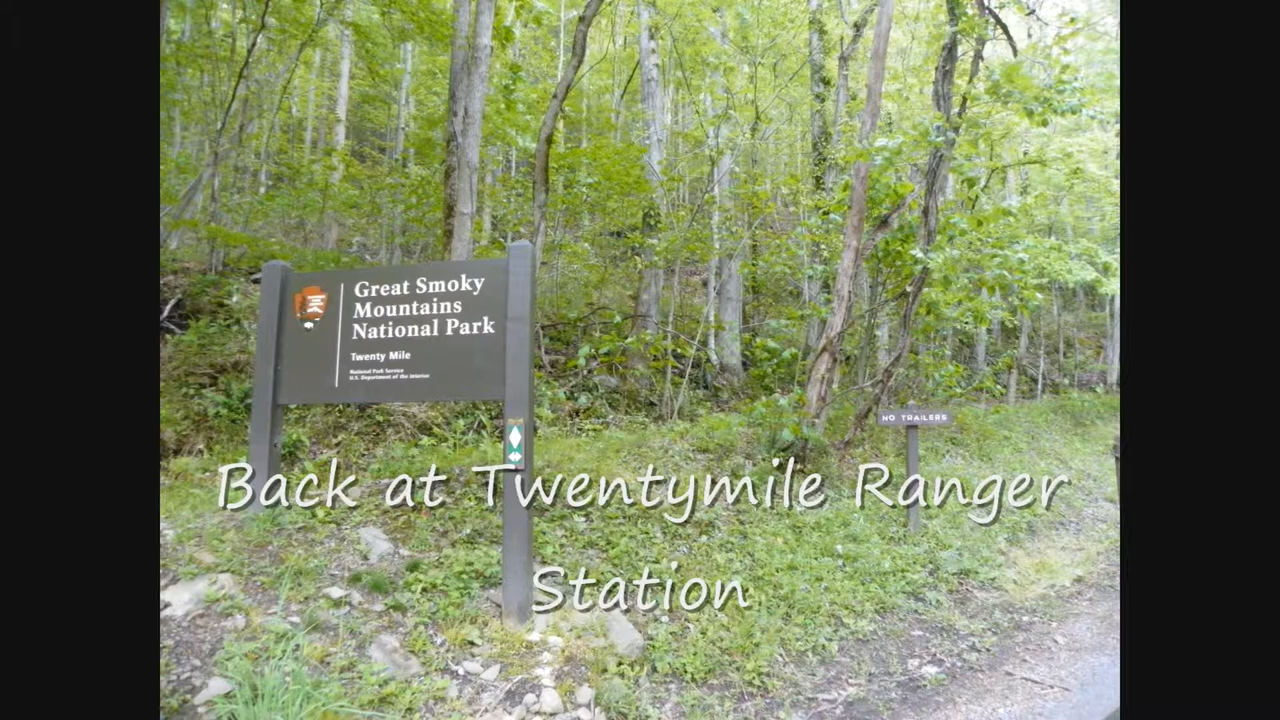 Great Smoky
Mountains
National Park
Twenty Mile
National Park Service
U.S. Department of the Interior
NO TRAILERS
Back at Twentymile Ranger
Station